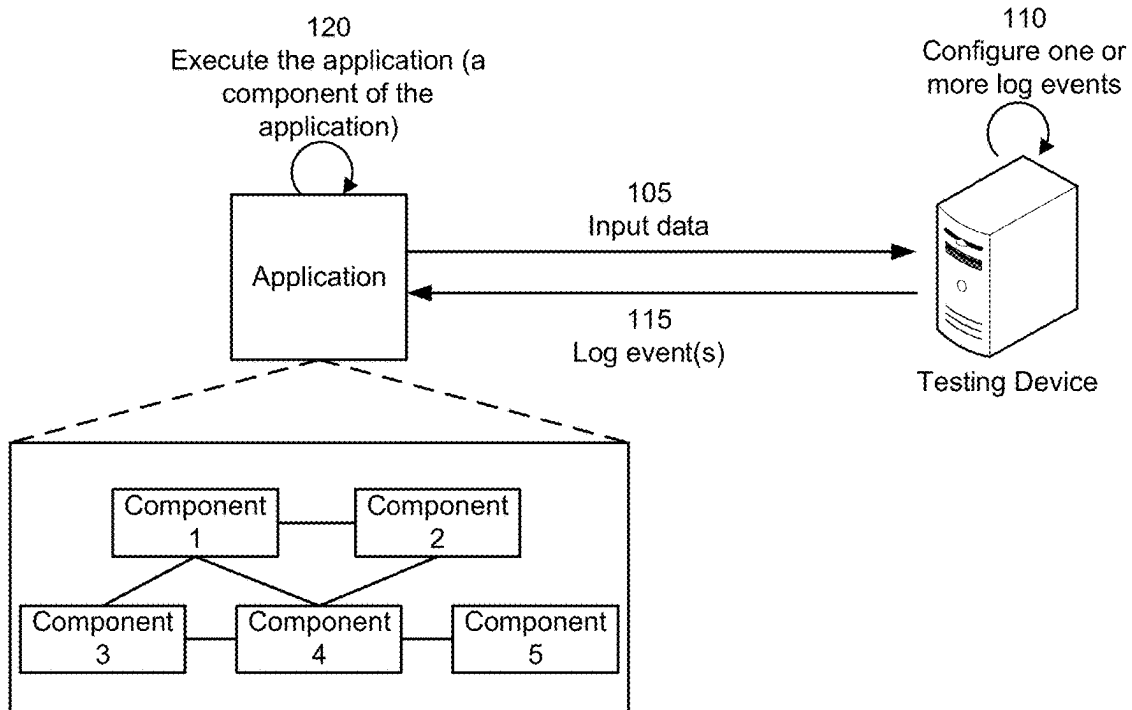 120
Execute the application (a
component of the
application)
110
Configure one or
more log events
105
Input data
Application
115
Log event(s)
Testing Device
Component
1
Component
2
Component
3
Component
4
Component
5